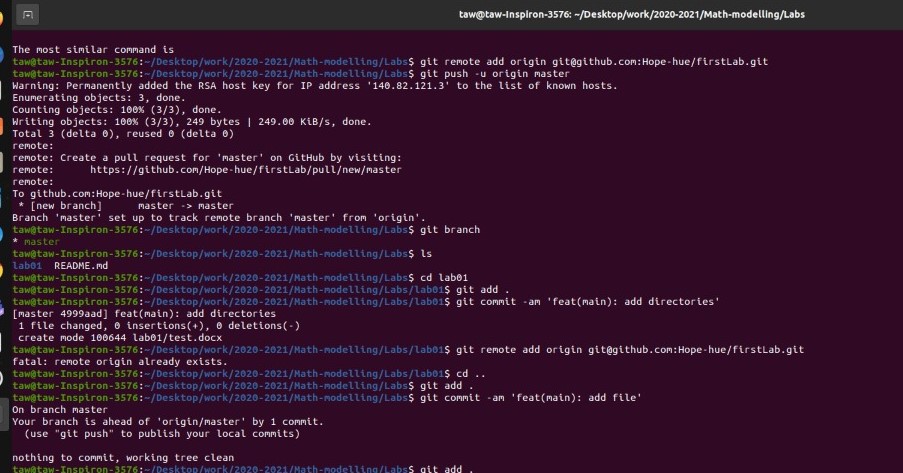 taw@taw-Inspiron-3576: ~/Desktop/work/2020-2021/Math-modelling/Labs
The most similar command is
taw@taw-Inspiron-3576:~/Desktop/work/2020-2021/Math-modelling/Labs$ git remote add origin git@github.com:Hope-hue/firstLab.git
taw@taw-Inspiron-3576:~/Desktop/work/2020-2021/Math-modelling/Labs$ git push -u origin master
Warning: Permanently added the RSA host key for IP address '140.82.121.3' to the list of known hosts.
Enumerating objects: 3, done.
Counting objects: 100% (3/3), done.
Writing objects: 100% (3/3), 249 bytes | 249.00 KiB/s, done.
Total 3 (delta 0), reused 0 (delta 0)
remote:
remote: Create a pull request for 'master' on GitHub by visiting:
remote:      https://github.com/Hope-hue/firstLab/pull/new/master
remote:
To github.com:Hope-hue/firstLab.git
 * [new branch]      master -> master
Branch 'master' set up to track remote branch 'master' from 'origin'.
taw@taw-Inspiron-3576:~/Desktop/work/2020-2021/Math-modelling/Labs$ git branch
* master
taw@taw-Inspiron-3576:~/Desktop/work/2020-2021/Math-modelling/Labs$ ls
lab01  README.md
taw@taw-Inspiron-3576:~/Desktop/work/2020-2021/Math-modelling/Labs$ cd lab01
taw@taw-Inspiron-3576:~/Desktop/work/2020-2021/Math-modelling/Labs/lab01$ git add .
taw@taw-Inspiron-3576:~/Desktop/work/2020-2021/Math-modelling/Labs/lab01$ git commit -am 'feat(main): add directories'
[master 4999aad] feat(main): add directories
 1 file changed, 0 insertions(+), 0 deletions(-)
 create mode 100644 lab01/test.docx
taw@taw-Inspiron-3576:~/Desktop/work/2020-2021/Math-modelling/Labs/lab01$ git remote add origin git@github.com:Hope-hue/firstLab.git
fatal: remote origin already exists.
taw@taw-Inspiron-3576:~/Desktop/work/2020-2021/Math-modelling/Labs/lab01$ cd ..
taw@taw-Inspiron-3576:~/Desktop/work/2020-2021/Math-modelling/Labs$ git add .
taw@taw-Inspiron-3576:~/Desktop/work/2020-2021/Math-modelling/Labs$ git commit -am 'feat(main): add file'
On branch master
Your branch is ahead of 'origin/master' by 1 commit.
  (use "git push" to publish your local commits)

nothing to commit, working tree clean
taw@taw-Inspiron-3576:~/Desktop/work/2020-2021/Math-modelling/Labs$ git add .